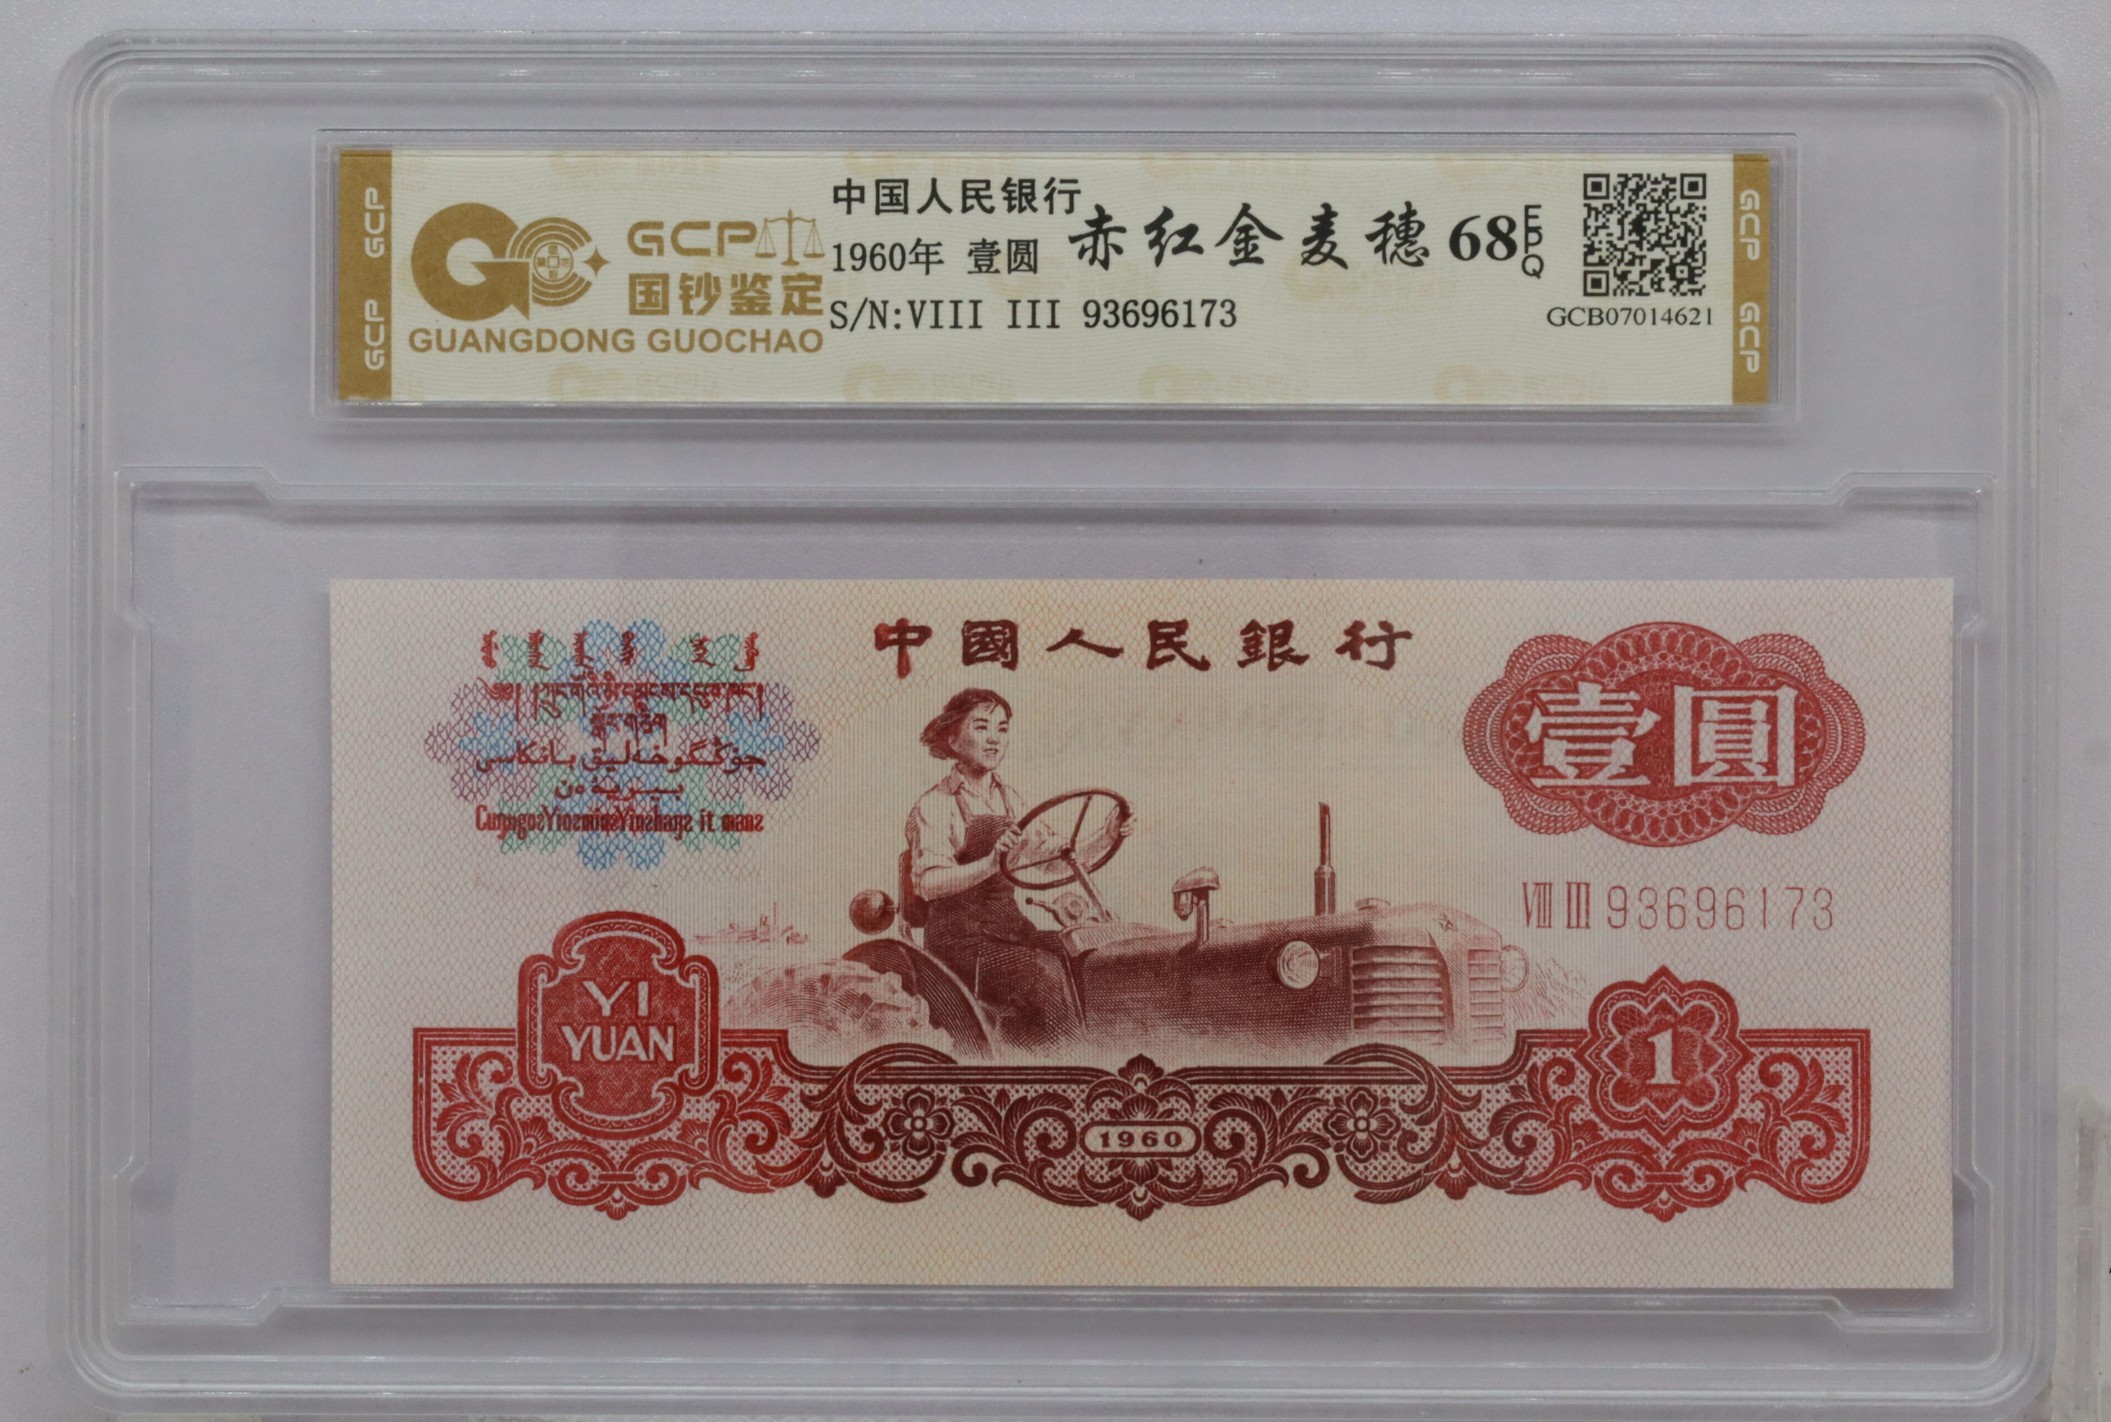 GCP
GCP
GCP
国钞鉴定
GUANGDONG GUOCHAO
中国人民银行
1960年 壹圆
赤红金麦穗 68 EPQ
S/N:VIII III 93696173
GCB07014621
GCP
GCP
中國人民銀行
壹圓
VIII III 93696173
YI
YUAN
1960
1